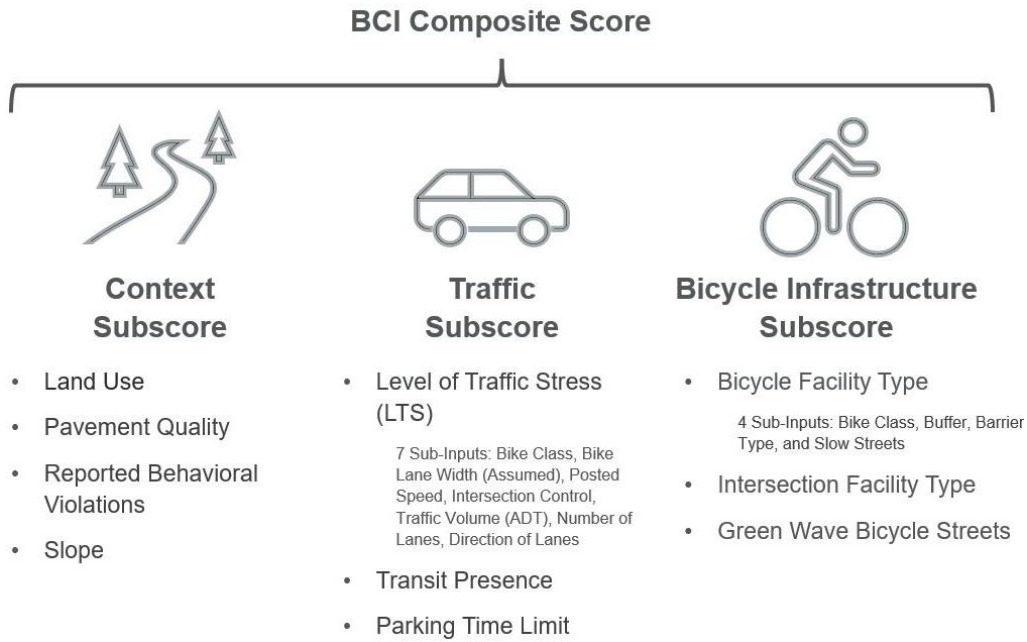 BCI Composite Score
Context
Subscore
• Land Use
• Pavement Quality
• Reported Behavioral
Violations
• Slope
Traffic
Subscore
• Level of Traffic Stress
(LTS)
7 Sub-Inputs: Bike Class, Bike
Lane Width (Assumed), Posted
Speed, Intersection Control,
Traffic Volume (ADT), Number of
Lanes, Direction of Lanes
• Transit Presence
• Parking Time Limit
Bicycle Infrastructure
Subscore
• Bicycle Facility Type
4 Sub-Inputs: Bike Class, Buffer, Barrier
Type, and Slow Streets
• Intersection Facility Type
• Green Wave Bicycle Streets